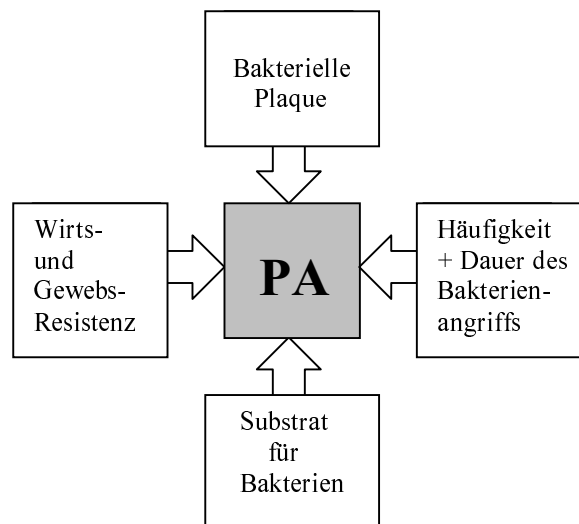 Bakterielle
Plaque
Wirts-
und
Gewebs-
Resistenz
PA
Häufigkeit
+ Dauer des
Bakterien-
angriffs
Substrat
für
Bakterien